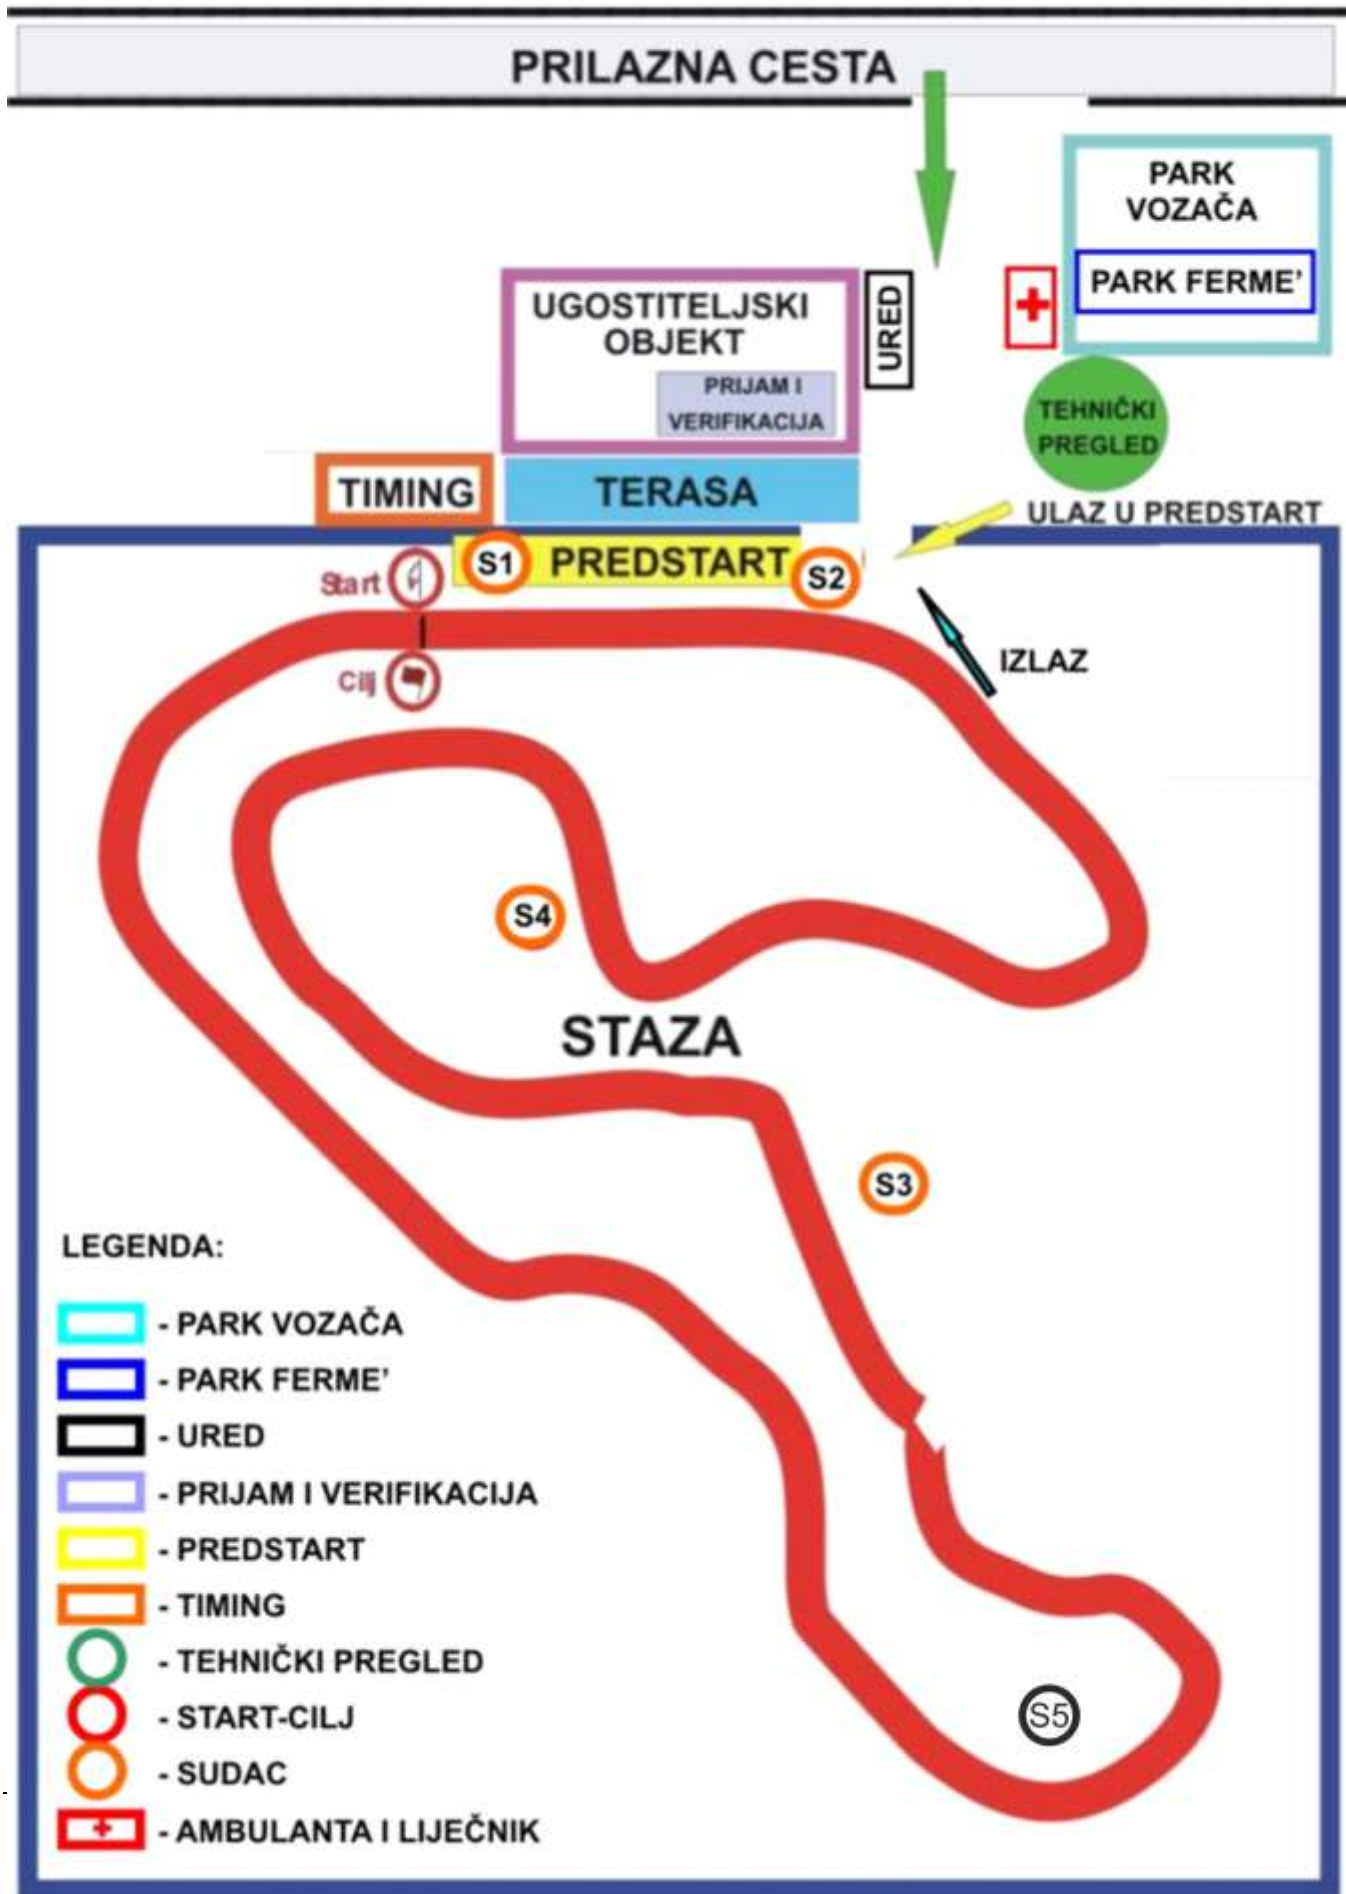 PRILAZNA CESTA
PARK
VOZAČA
PARK FERME’
UGOSTITELJSKI
OBJEKT
URED
PRIJAM I
VERIFIKACIJA
TEHNIČKI
PREGLED
TIMING
TERASA
ULAZ U PREDSTART
S1
PREDSTART
S2
Start
IZLAZ
Cilj
S4
STAZA
S3
LEGENDA:
- PARK VOZAČA
- PARK FERME’
- URED
- PRIJAM I VERIFIKACIJA
- PREDSTART
- TIMING
- TEHNIČKI PREGLED
- START-CILJ
- SUDAC
- AMBULANTA I LIJEČNIK
S5